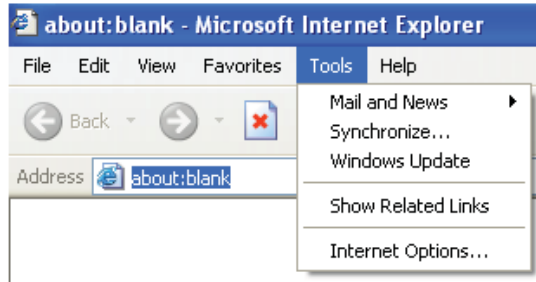 about:blank - Microsoft Internet Explorer
File Edit View Favorites Tools Help
Back
Address about:blank
Mail and News
Synchronize...
Windows Update
Show Related Links
Internet Options...